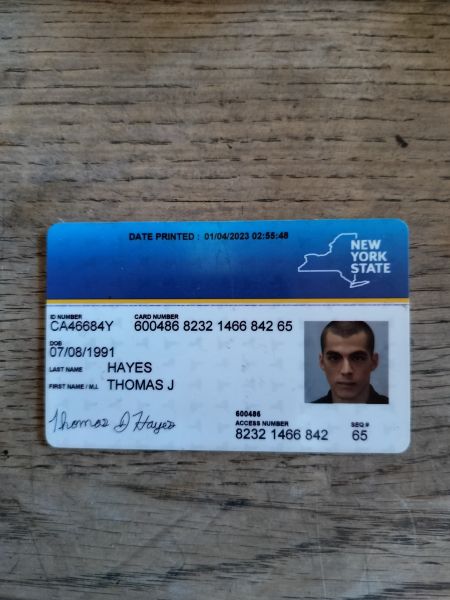 DATE PRINTED : 01/04/2023 02:55:48
NEW
YORK
STATE
ID NUMBER
CA46684Y
CARD NUMBER
600486 8232 1466 842 65
DOB
07/08/1991
LAST NAME HAYES
FIRST NAME / M.I. THOMAS J
Thomas J Hayes
600486
ACCESS NUMBER
8232 1466 842
SEQ.#
65